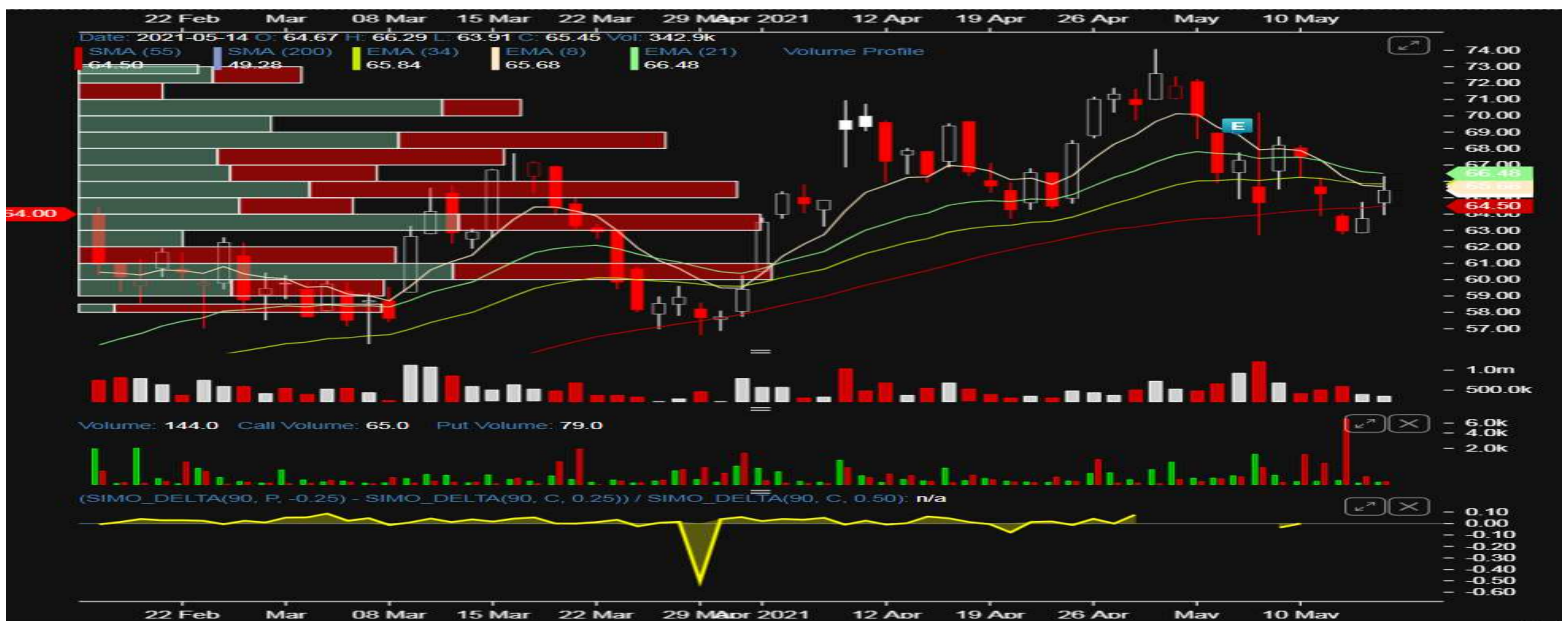 22 Feb Mar 08 Mar 15 Mar 22 Mar 29 Mar Apr 2021 12 Apr 19 Apr 26 Apr May 10 May
Date: 2021-05-14 O: 64.67 H: 66.29 L: 63.91 C: 65.45 Vol: 342.9k
SMA (55) SMA (200) EMA (34) EMA (8) EMA (21) Volume Profile
64.50 49.28 65.84 65.68 66.48
74.00
73.00
72.00
71.00
70.00
69.00
E
68.00
67.00
66.48
64.50
54.00
64.00
63.00
62.00
61.00
60.00
59.00
58.00
57.00
1.0m
500.0k
Volume: 144.0 Call Volume: 65.0 Put Volume: 79.0
6.0k
4.0k
2.0k
(SIMO_DELTA(90, P, -0.25) - SIMO_DELTA(90, C, 0.25)) / SIMO_DELTA(90, C, 0.50): n/a
0.10
0.00
-0.10
-0.20
-0.30
-0.40
-0.50
-0.60
22 Feb Mar 08 Mar 15 Mar 22 Mar 29 Mar Apr 2021 12 Apr 19 Apr 26 Apr May 10 May